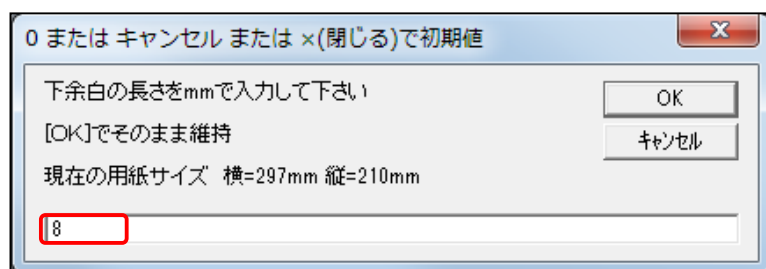 0 または キャンセル または ×(閉じる)で初期値
下余白の長さをmmで入力して下さい
OK
[OK]でそのまま維持
キャンセル
現在の用紙サイズ 横=297mm 縦=210mm
8